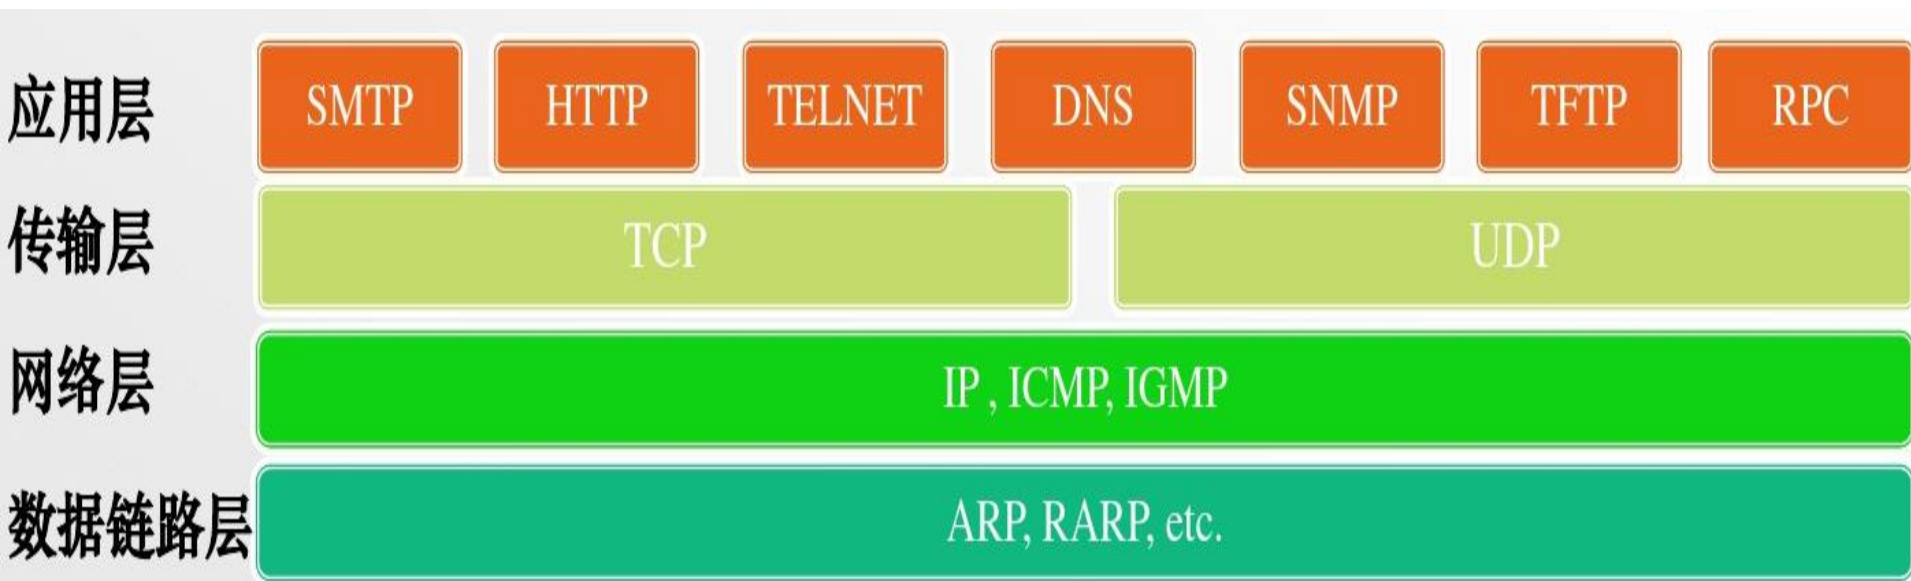 应用层 SMTP HTTP TELNET DNS SNMP TFTP RPC
传输层 TCP UDP
网络层 IP , ICMP, IGMP
数据链路层 ARP, RARP, etc.